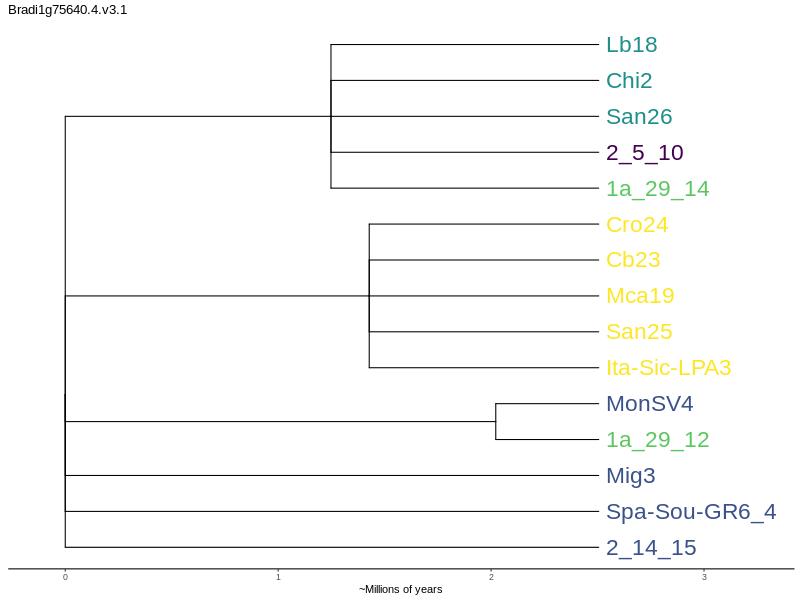 Bradi1g75640.4.v3.1
Lb18
Chi2
San26
2_5_10
1a_29_14
Cro24
Cb23
Mca19
San25
Ita-Sic-LPA3
MonSV4
1a_29_12
Mig3
Spa-Sou-GR6_4
2_14_15
0 1 2 3
~Millions of years